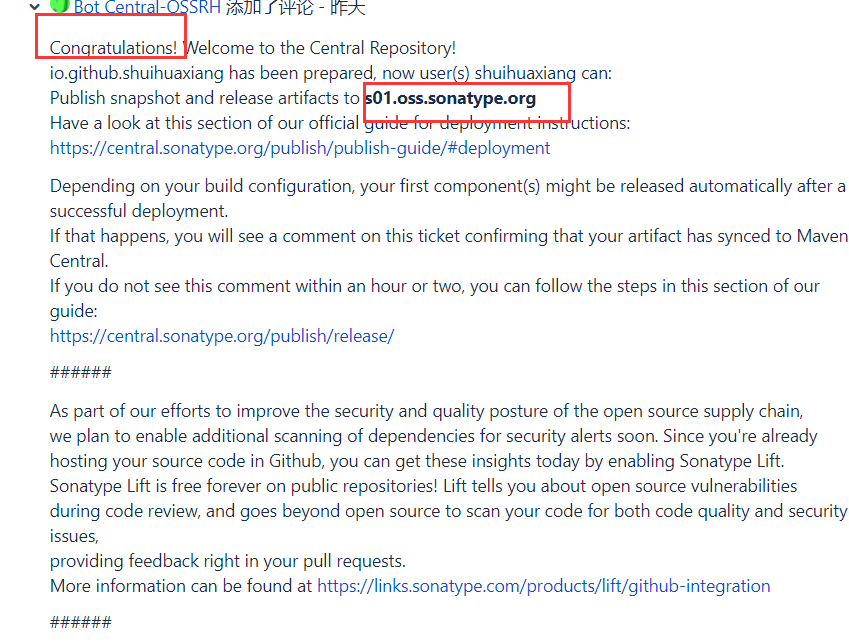 Bot Central-OSSRH 添加了评论 - 昨天
Congratulations! Welcome to the Central Repository!
io.github.shuihuaxiang has been prepared, now user(s) shuihuaxiang can:
Publish snapshot and release artifacts to s01.oss.sonatype.org
Have a look at this section of our official guide for deployment instructions:
https://central.sonatype.org/publish/publish-guide/#deployment
Depending on your build configuration, your first component(s) might be released automatically after a
successful deployment.
If that happens, you will see a comment on this ticket confirming that your artifact has synced to Maven
Central.
If you do not see this comment within an hour or two, you can follow the steps in this section of our
guide:
https://central.sonatype.org/publish/release/
######
As part of our efforts to improve the security and quality posture of the open source supply chain,
we plan to enable additional scanning of dependencies for security alerts soon. Since you're already
hosting your source code in Github, you can get these insights today by enabling Sonatype Lift.
Sonatype Lift is free forever on public repositories! Lift tells you about open source vulnerabilities
during code review, and goes beyond open source to scan your code for both code quality and security
issues,
providing feedback right in your pull requests.
More information can be found at https://links.sonatype.com/products/lift/github-integration
######